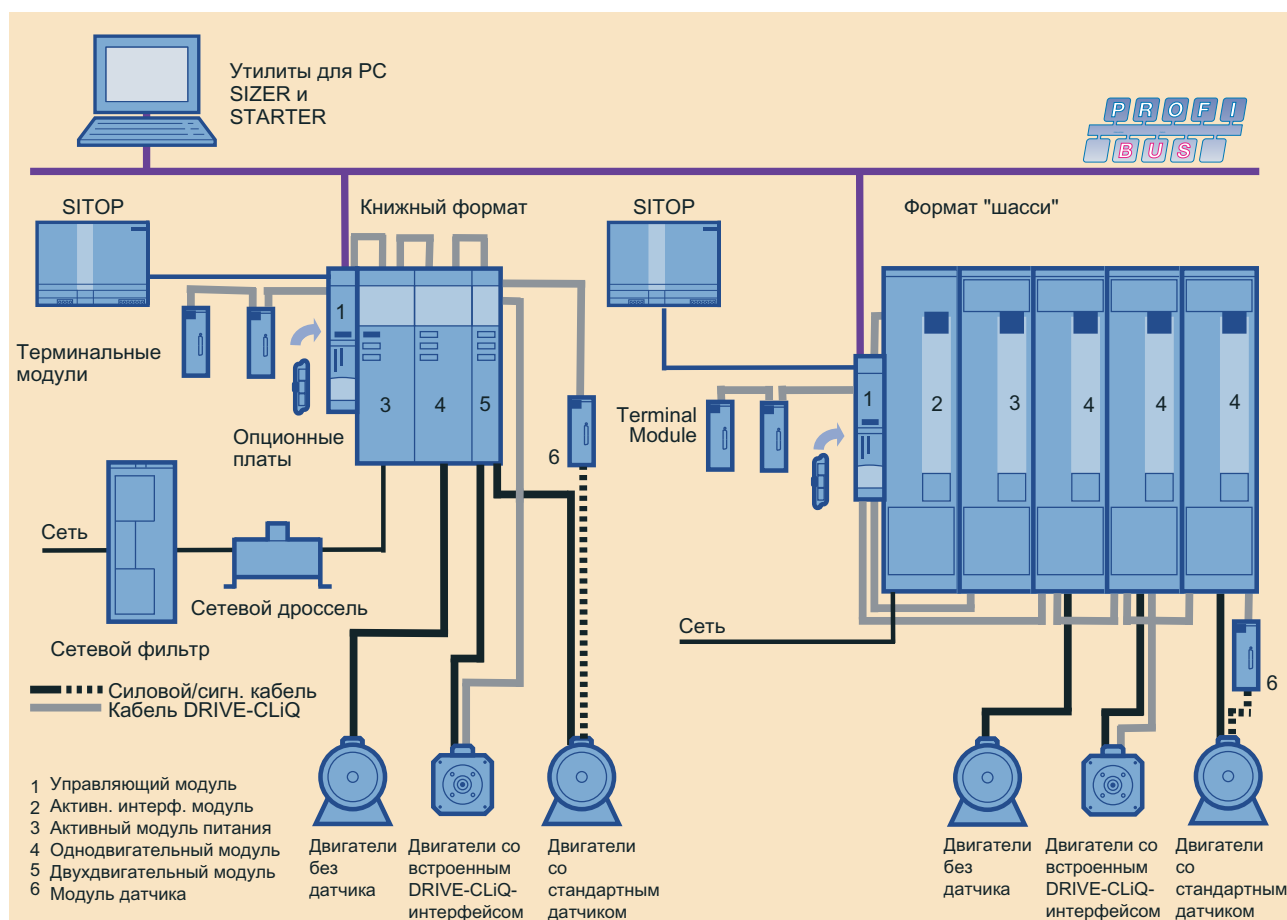 Утилиты для PC
SIZER и
STARTER
PROFI
BUS
SITOP
Книжный формат
SITOP
Формат "шасси"
1
3
4
5
Терминальные
модули
Опционные
платы
6
Terminal
Module
1
2
3
4
4
4
Сеть
Сетевой дроссель
Сетевой фильтр
Сеть
6
Силовой/сигн. кабель
Кабель DRIVE-CLiQ
1 Управляющий модуль
2 Активн. интерф. модуль
3 Активный модуль питания
4 Однодвигательный модуль
5 Двухдвигательный модуль
6 Модуль датчика
Двигатели
без
датчика
Двигатели со
встроенным
DRIVE-CLiQ-
интерфейсом
Двигатели
со
стандартным
датчиком
Двигатели
без
датчика
Двигатели со
встроенным
DRIVE-CLiQ-
интерфейсом
Двигатели
со
стандартным
датчиком